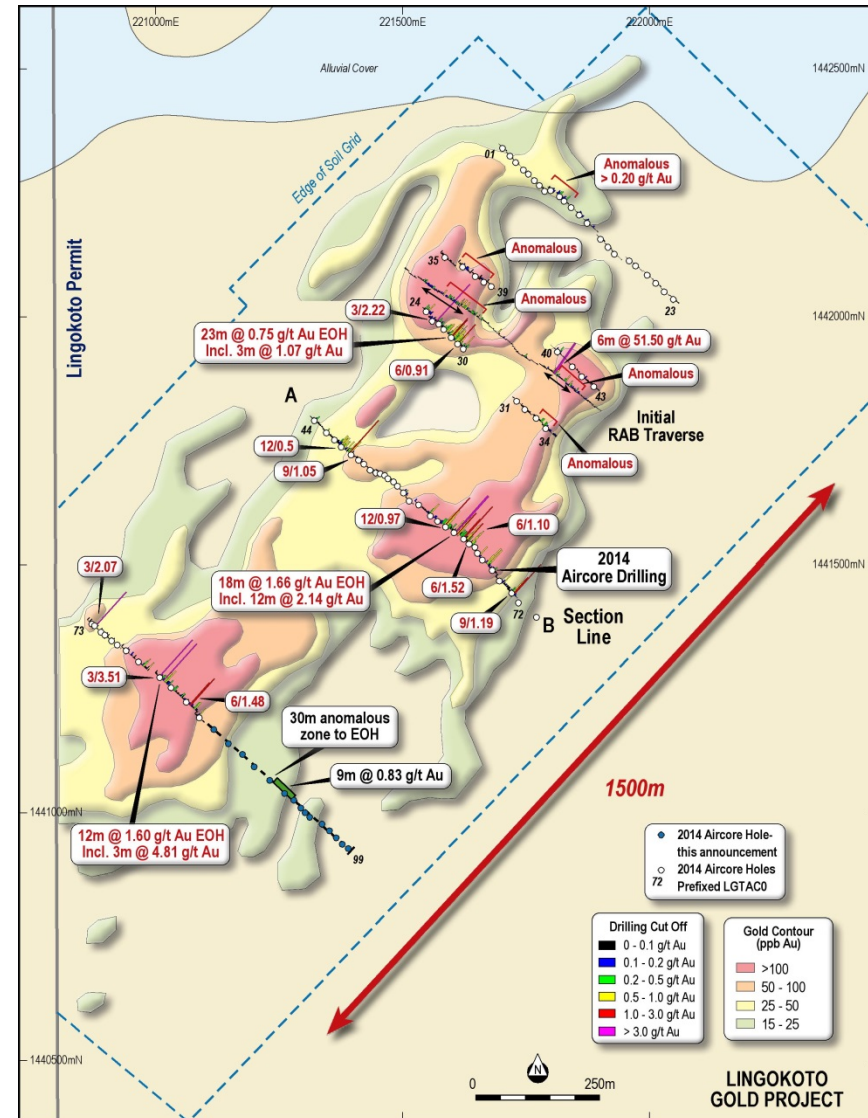 221000mE
221500mE
222000mE
Alluvial Cover
1442500mN
Edge of Soil Grid
01
Anomalous
> 0.20 g/t Au
Lingokoto Permit
35
Anomalous
39
23
24
Anomalous
3/2.22
1442000mN
23m @ 0.75 g/t Au EOH
Incl. 3m @ 1.07 g/t Au
30
40
6m @ 51.50 g/t Au
6/0.91
43
Anomalous
A
31
44
34
Initial
RAB Traverse
12/0.5
Anomalous
9/1.05
12/0.97
6/1.10
2014
Aircore Drilling
1441500mN
18m @ 1.66 g/t Au EOH
Incl. 12m @ 2.14 g/t Au
6/1.52
3/2.07
72
B
Section
Line
9/1.19
73
3/3.51
6/1.48
30m anomalous
zone to EOH
9m @ 0.83 g/t Au
1500m
1441000mN
12m @ 1.60 g/t Au EOH
Incl. 3m @ 4.81 g/t Au
99
2014 Aircore Hole-
this announcement
72
2014 Aircore Holes
Prefixed LGTAC0
Drilling Cut Off
0 - 0.1 g/t Au
0.1 - 0.2 g/t Au
0.2 - 0.5 g/t Au
0.5 - 1.0 g/t Au
1.0 - 3.0 g/t Au
> 3.0 g/t Au
Gold Contour
(ppb Au)
>100
50 - 100
25 - 50
15 - 25
1440500mN
N
0
250m
LINGOKOTO
GOLD PROJECT